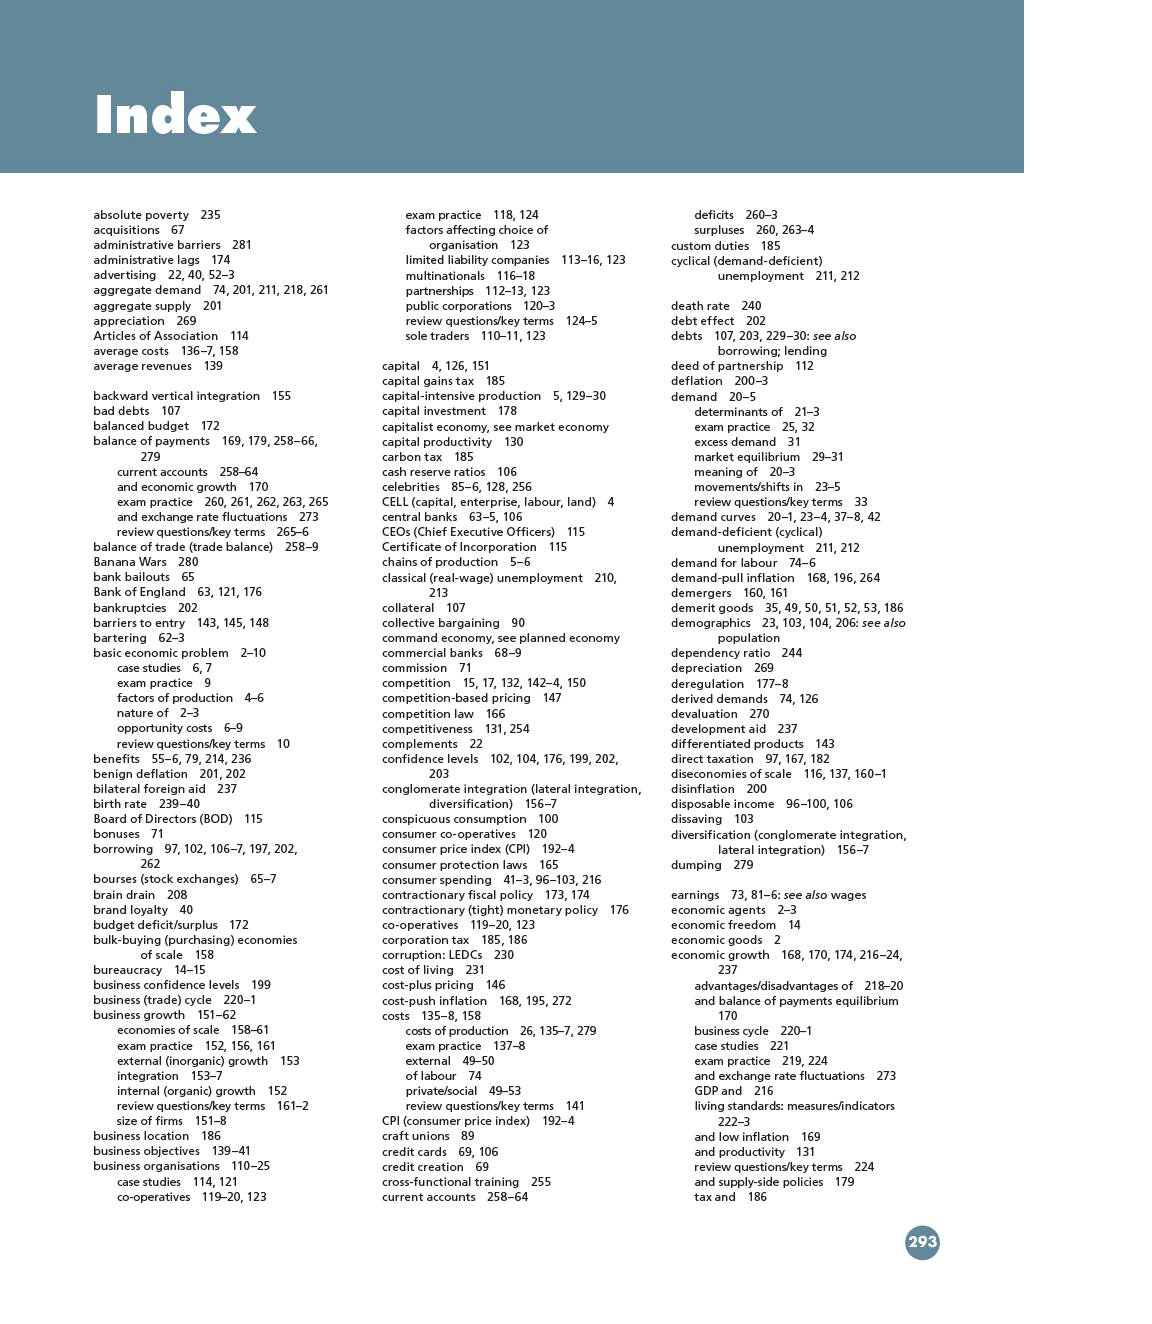 Index
absolute poverty 235
acquisitions 67
administrative barriers 281
administrative lags 174
advertising 22, 40, 52–3
aggregate demand 74, 201, 211, 218, 261
aggregate supply 201
appreciation 269
Articles of Association 114
average costs 136–7, 158
average revenues 139
backward vertical integration 155
bad debts 107
balanced budget 172
balance of payments 169, 179, 258–66,
279
current accounts 258–64
and economic growth 170
exam practice 260, 261, 262, 263, 265
and exchange rate fluctuations 273
review questions/key terms 265–6
balance of trade (trade balance) 258–9
Banana Wars 280
bank bailouts 65
Bank of England 63, 121, 176
bankruptcies 202
barriers to entry 143, 145, 148
bartering 62–3
basic economic problem 2–10
case studies 6, 7
exam practice 9
factors of production 4–6
nature of 2–3
opportunity costs 6–9
review questions/key terms 10
benefits 55–6, 79, 214, 236
benign deflation 201, 202
bilateral foreign aid 237
birth rate 239–40
Board of Directors (BOD) 115
bonuses 71
borrowing 97, 102, 106–7, 197, 202,
262
bourses (stock exchanges) 65–7
brain drain 208
brand loyalty 40
budget deficit/surplus 172
bulk-buying (purchasing) economies
of scale 158
bureaucracy 14–15
business confidence levels 199
business (trade) cycle 220–1
business growth 151–62
economies of scale 158–61
exam practice 152, 156, 161
external (inorganic) growth 153
integration 153–7
internal (organic) growth 152
review questions/key terms 161–2
size of firms 151–8
business location 186
business objectives 139–41
business organisations 110–25
case studies 114, 121
co-operatives 119–20, 123
exam practice 118, 124
factors affecting choice of
organisation 123
limited liability companies 113–16, 123
multinationals 116–18
partnerships 112–13, 123
public corporations 120–3
review questions/key terms 124–5
sole traders 110–11, 123
capital 4, 126, 151
capital gains tax 185
capital-intensive production 5, 129–30
capital investment 178
capitalist economy, see market economy
capital productivity 130
carbon tax 185
cash reserve ratios 106
celebrities 85–6, 128, 256
CELL (capital, enterprise, labour, land) 4
central banks 63–5, 106
CEOs (Chief Executive Officers) 115
Certificate of Incorporation 115
chains of production 5–6
classical (real-wage) unemployment 210,
213
collateral 107
collective bargaining 90
command economy, see planned economy
commercial banks 68–9
commission 71
competition 15, 17, 132, 142–4, 150
competition-based pricing 147
competition law 166
competitiveness 131, 254
complements 22
confidence levels 102, 104, 176, 199, 202,
203
conglomerate integration (lateral integration,
diversification) 156–7
conspicuous consumption 100
consumer co-operatives 120
consumer price index (CPI) 192–4
consumer protection laws 165
consumer spending 41–3, 96–103, 216
contractionary fiscal policy 173, 174
contractionary (tight) monetary policy 176
co-operatives 119–20, 123
corporation tax 185, 186
corruption: LEDCs 230
cost of living 231
cost-plus pricing 146
cost-push inflation 168, 195, 272
costs 135–8, 158
costs of production 26, 135–7, 279
exam practice 137–8
external 49–50
of labour 74
private/social 49–53
review questions/key terms 141
CPI (consumer price index) 192–4
craft unions 89
credit cards 69, 106
credit creation 69
cross-functional training 255
current accounts 258–64
deficits 260–3
surpluses 260, 263–4
custom duties 185
cyclical (demand-deficient)
unemployment 211, 212
death rate 240
debt effect 202
debts 107, 203, 229–30: see also
borrowing; lending
deed of partnership 112
deflation 200–3
demand 20–5
determinants of 21–3
exam practice 25, 32
excess demand 31
market equilibrium 29–31
meaning of 20–3
movements/shifts in 23–5
review questions/key terms 33
demand curves 20–1, 23–4, 37–8, 42
demand-deficient (cyclical)
unemployment 211, 212
demand for labour 74–6
demand-pull inflation 168, 196, 264
demergers 160, 161
demerit goods 35, 49, 50, 51, 52, 53, 186
demographics 23, 103, 104, 206: see also
population
dependency ratio 244
depreciation 269
deregulation 177–8
derived demands 74, 126
devaluation 270
development aid 237
differentiated products 143
direct taxation 97, 167, 182
diseconomies of scale 116, 137, 160–1
disinflation 200
disposable income 96–100, 106
dissaving 103
diversification (conglomerate integration,
lateral integration) 156–7
dumping 279
earnings 73, 81–6: see also wages
economic agents 2–3
economic freedom 14
economic goods 2
economic growth 168, 170, 174, 216–24,
237
advantages/disadvantages of 218–20
and balance of payments equilibrium
170
business cycle 220–1
case studies 221
exam practice 219, 224
and exchange rate fluctuations 273
GDP and 216
living standards: measures/indicators
222–3
and low inflation 169
and productivity 131
review questions/key terms 224
and supply-side policies 179
tax and 186
293